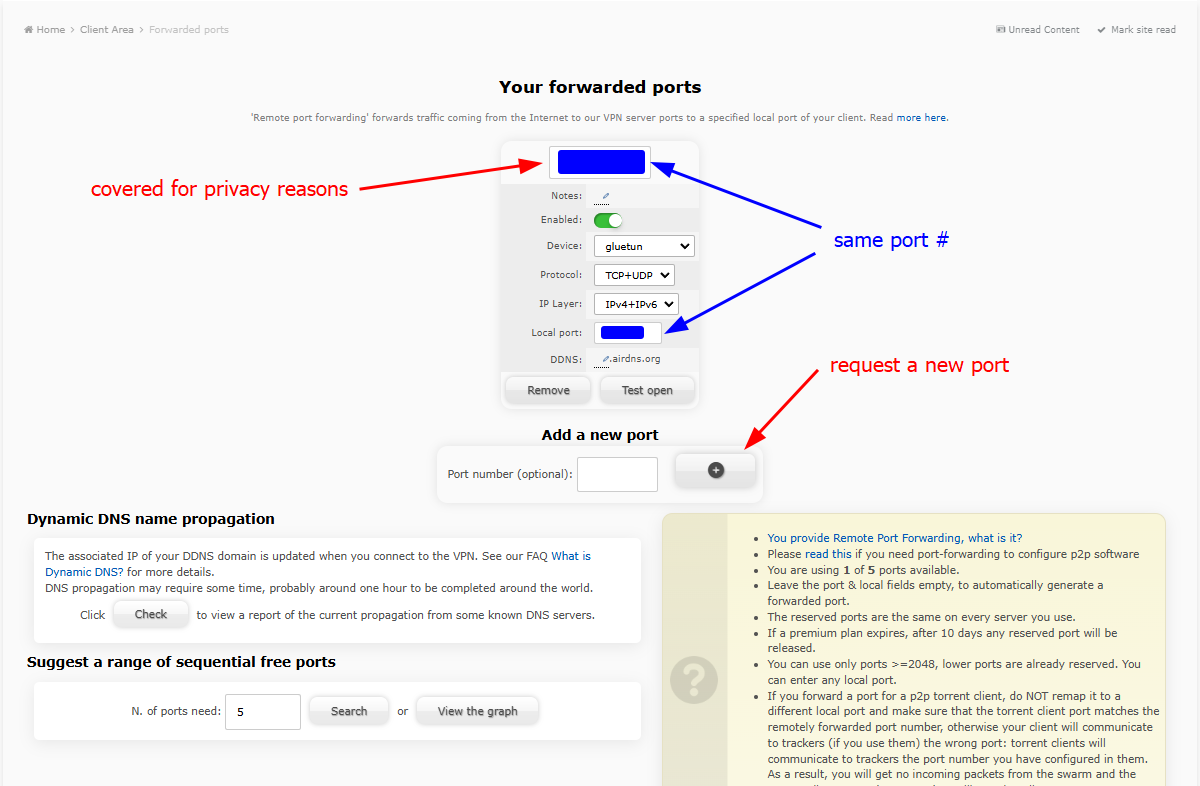 Home > Client Area > Forwarded ports
Unread Content Mark site read
Your forwarded ports
'Remote port forwarding' forwards traffic coming from the Internet to our VPN server ports to a specified local port of your client. Read more here.
covered for privacy reasons
Notes:
Enabled:
Device: gluetun
Protocol: TCP+UDP
IP Layer: IPv4+IPv6
Local port:
DDNS: .airdns.org
Remove Test open
same port #
request a new port
Add a new port
Port number (optional):
Dynamic DNS name propagation
The associated IP of your DDNS domain is updated when you connect to the VPN. See our FAQ What is
Dynamic DNS? for more details.
DNS propagation may require some time, probably around one hour to be completed around the world.
Click Check to view a report of the current propagation from some known DNS servers.
Suggest a range of sequential free ports
N. of ports need: 5 Search or View the graph
?
• You provide Remote Port Forwarding, what is it?
• Please read this if you need port-forwarding to configure p2p software
• You are using 1 of 5 ports available.
• Leave the port & local fields empty, to automatically generate a
forwarded port.
• The reserved ports are the same on every server you use.
• If a premium plan expires, after 10 days any reserved port will be
released.
• You can use only ports >=2048, lower ports are already reserved. You
can enter any local port.
• If you forward a port for a p2p torrent client, do NOT remap it to a
different local port and make sure that the torrent client port matches the
remotely forwarded port number, otherwise your client will communicate
to trackers (if you use them) the wrong port: torrent clients will
communicate to trackers the port number you have configured in them.
As a result, you will get no incoming packets from the swarm and the